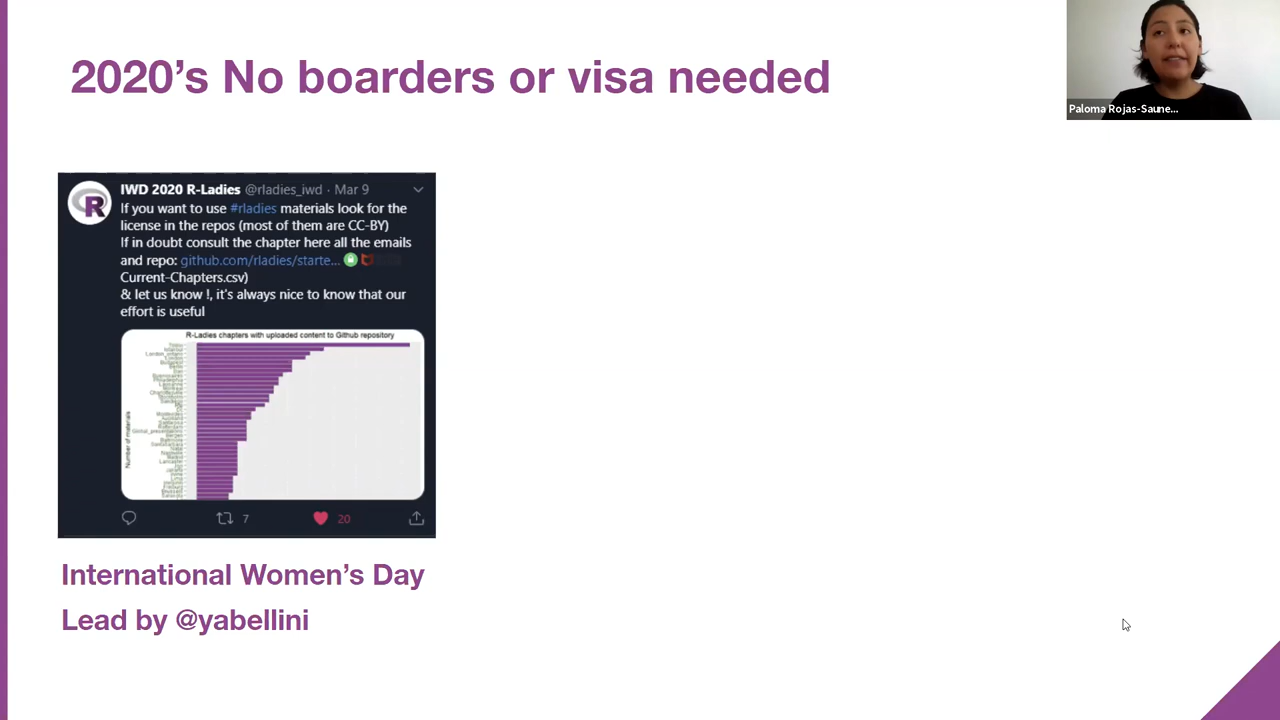 2020's No boarders or visa needed
Paloma Rojas-Saune...
IWD 2020 R-Ladies @rladies_iwd · Mar 9
If you want to use #rladies materials look for the
license in the repos (most of them are CC-BY)
If in doubt consult the chapter here all the emails
and repo: github.com/rladies/starte...
Current-Chapters.csv)
& let us know !, it's always nice to know that our
effort is useful
R-Ladies chapters with uploaded content to Github repository
Number of materials
7
20
International Women's Day
Lead by @yabellini